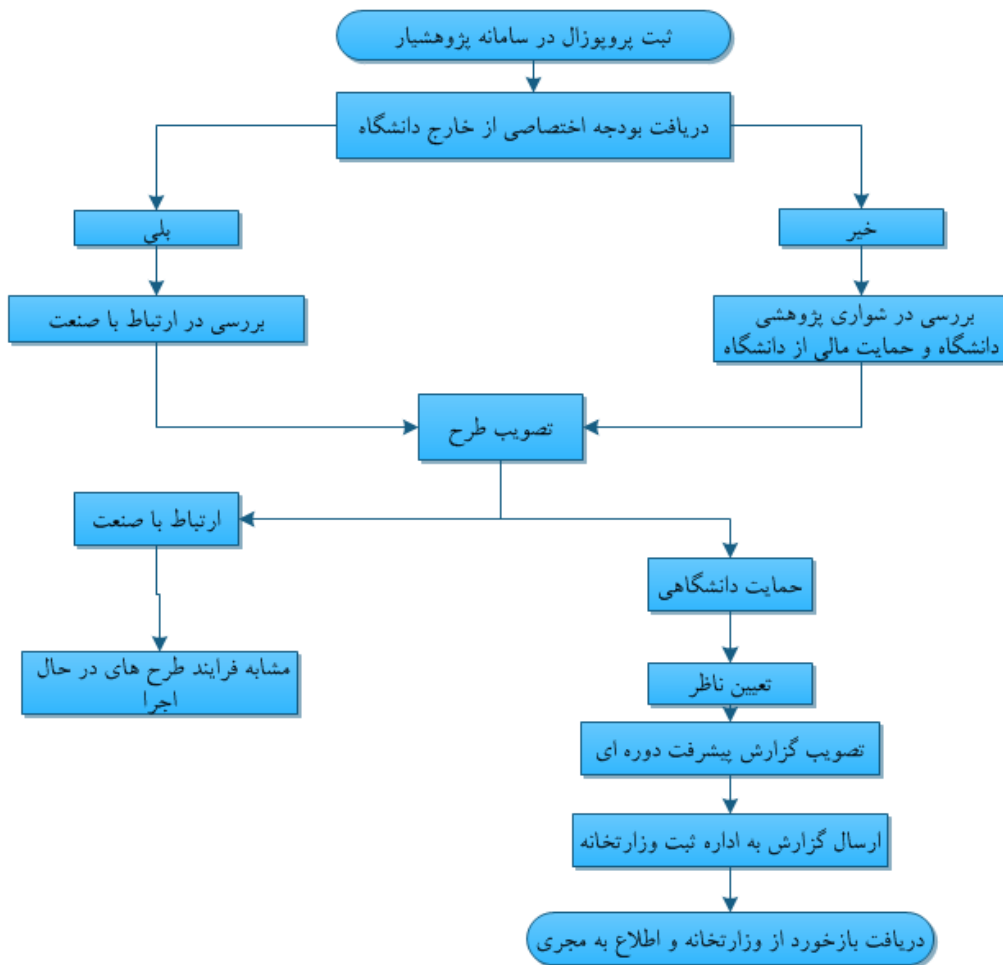 ثبت پروپوزال در سامانه پژوهشیار
دریافت بودجه اختصاصی از خارج دانشگاه
خیر
بلی
بررسی در شواری پژوهشی
دانشگاه و حمایت مالی از دانشگاه
بررسی در ارتباط با صنعت
تصویب طرح
ارتباط با صنعت
حمایت دانشگاهی
مشابه فرایند طرح های در حال
اجرا
تعیین ناظر
تصویب گزارش پیشرفت دوره ای
ارسال گزارش به اداره ثبت وزارتخانه
دریافت بازخورد از وزارتخانه و اطلاع به مجری